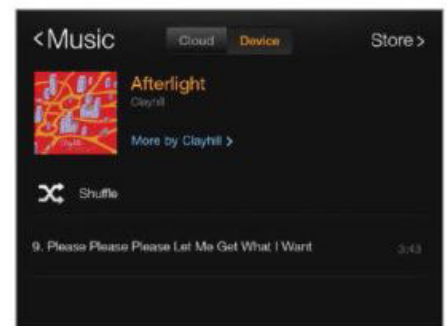 <Music Cloud Device Store>
Afterlight
Clayhill
More by Clayhill >
Shuffle
9. Please Please Please Let Me Get What I Want 3:43